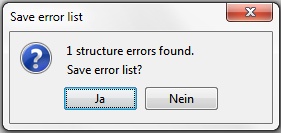 Save error list
1 structure errors found.
Save error list?
Ja
Nein